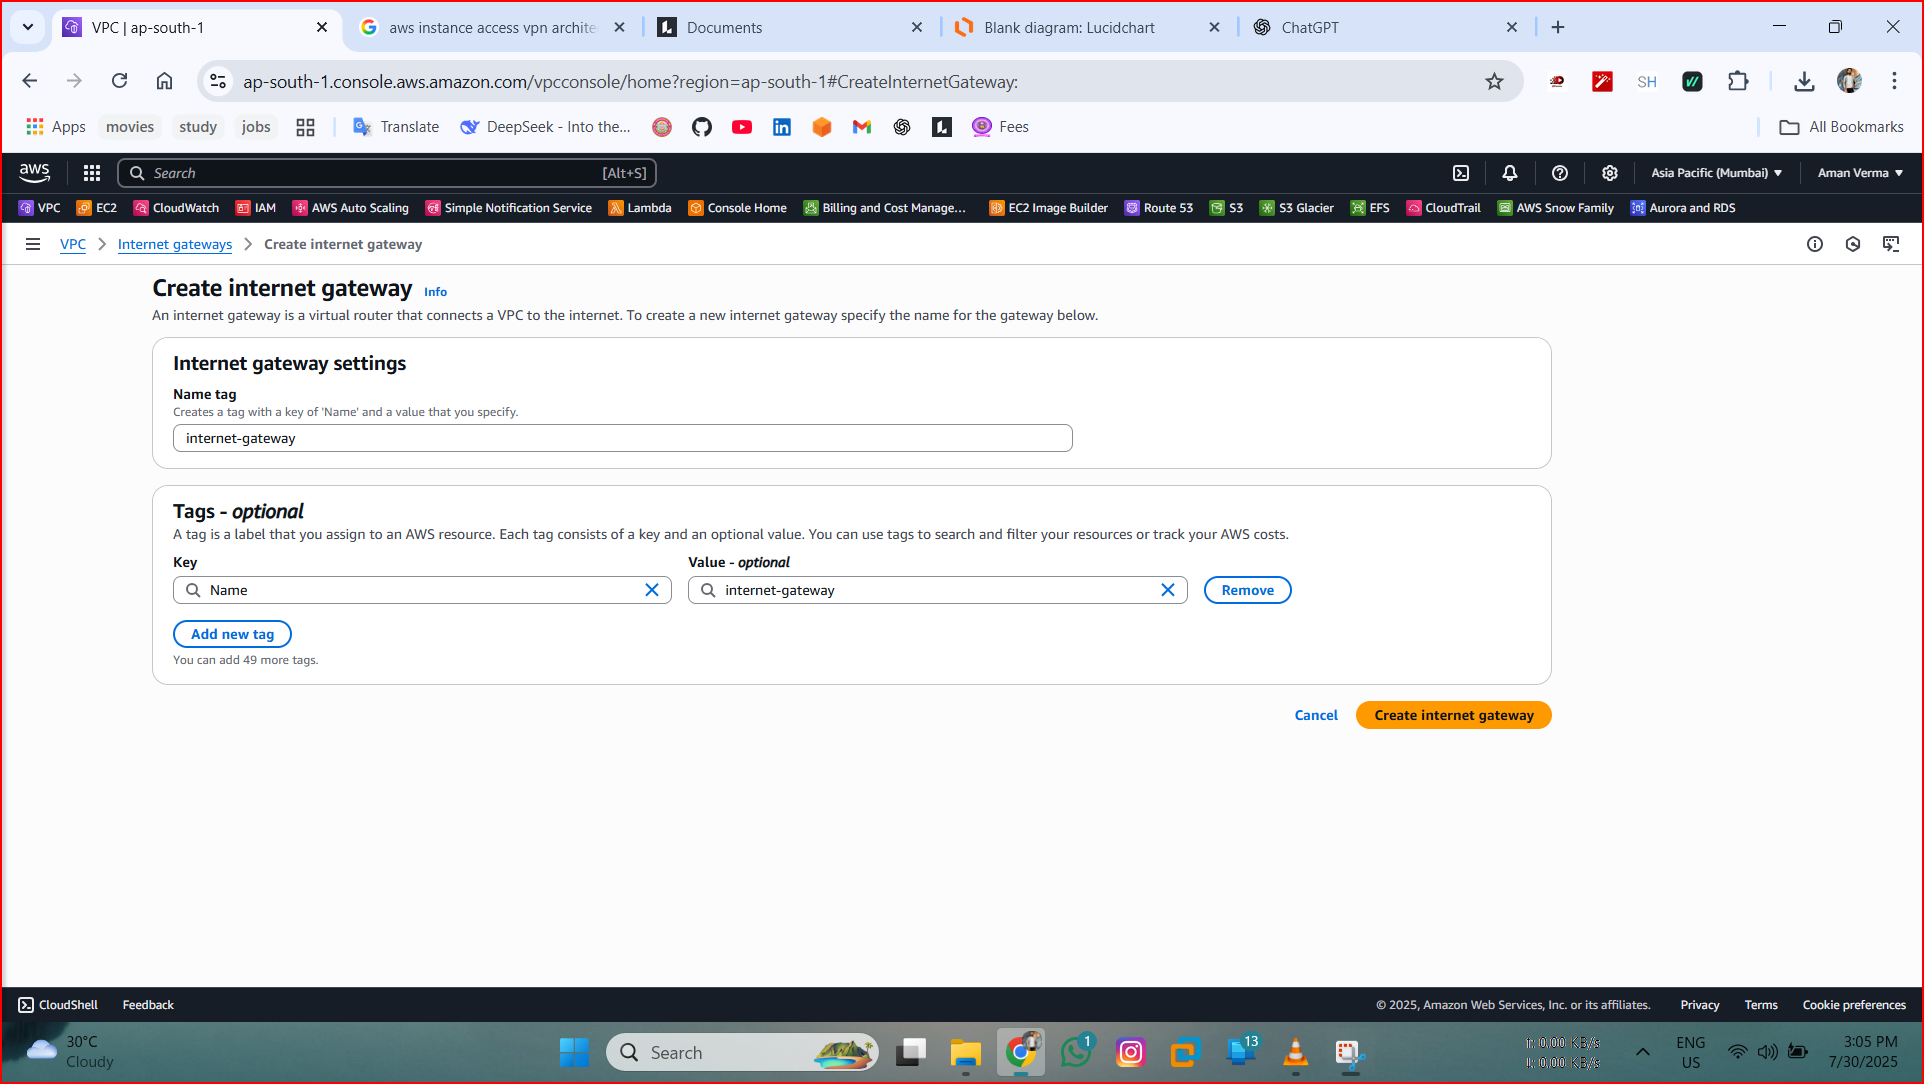 VPC | ap-south-1
aws instance access vpn archite
Documents
Blank diagram: Lucidchart
ChatGPT
ap-south-1.console.aws.amazon.com/vpcconsole/home?region=ap-south-1#CreateInternetGateway:
SH
Apps
movies
study
jobs
Translate
DeepSeek - Into the...
Fees
All Bookmarks
aws
Search
[Alt+S]
Asia Pacific (Mumbai)
Aman Verma
VPC
EC2
CloudWatch
IAM
AWS Auto Scaling
Simple Notification Service
Lambda
Console Home
Billing and Cost Manage...
EC2 Image Builder
Route 53
S3
S3 Glacier
EFS
CloudTrail
AWS Snow Family
Aurora and RDS
VPC
Internet gateways
Create internet gateway
Create internet gateway Info
An internet gateway is a virtual router that connects a VPC to the internet. To create a new internet gateway specify the name for the gateway below.
Internet gateway settings
Name tag
Creates a tag with a key of 'Name' and a value that you specify.
internet-gateway
Tags - optional
A tag is a label that you assign to an AWS resource. Each tag consists of a key and an optional value. You can use tags to search and filter your resources or track your AWS costs.
Key
Value - optional
Name
internet-gateway
Remove
Add new tag
You can add 49 more tags.
Cancel
Create internet gateway
CloudShell
Feedback
© 2025, Amazon Web Services, Inc. or its affiliates.
Privacy
Terms
Cookie preferences
30°C
Cloudy
Search
1
13
0,00 KB/s
0,00 KB/s
ENG
US
3:05 PM
7/30/2025